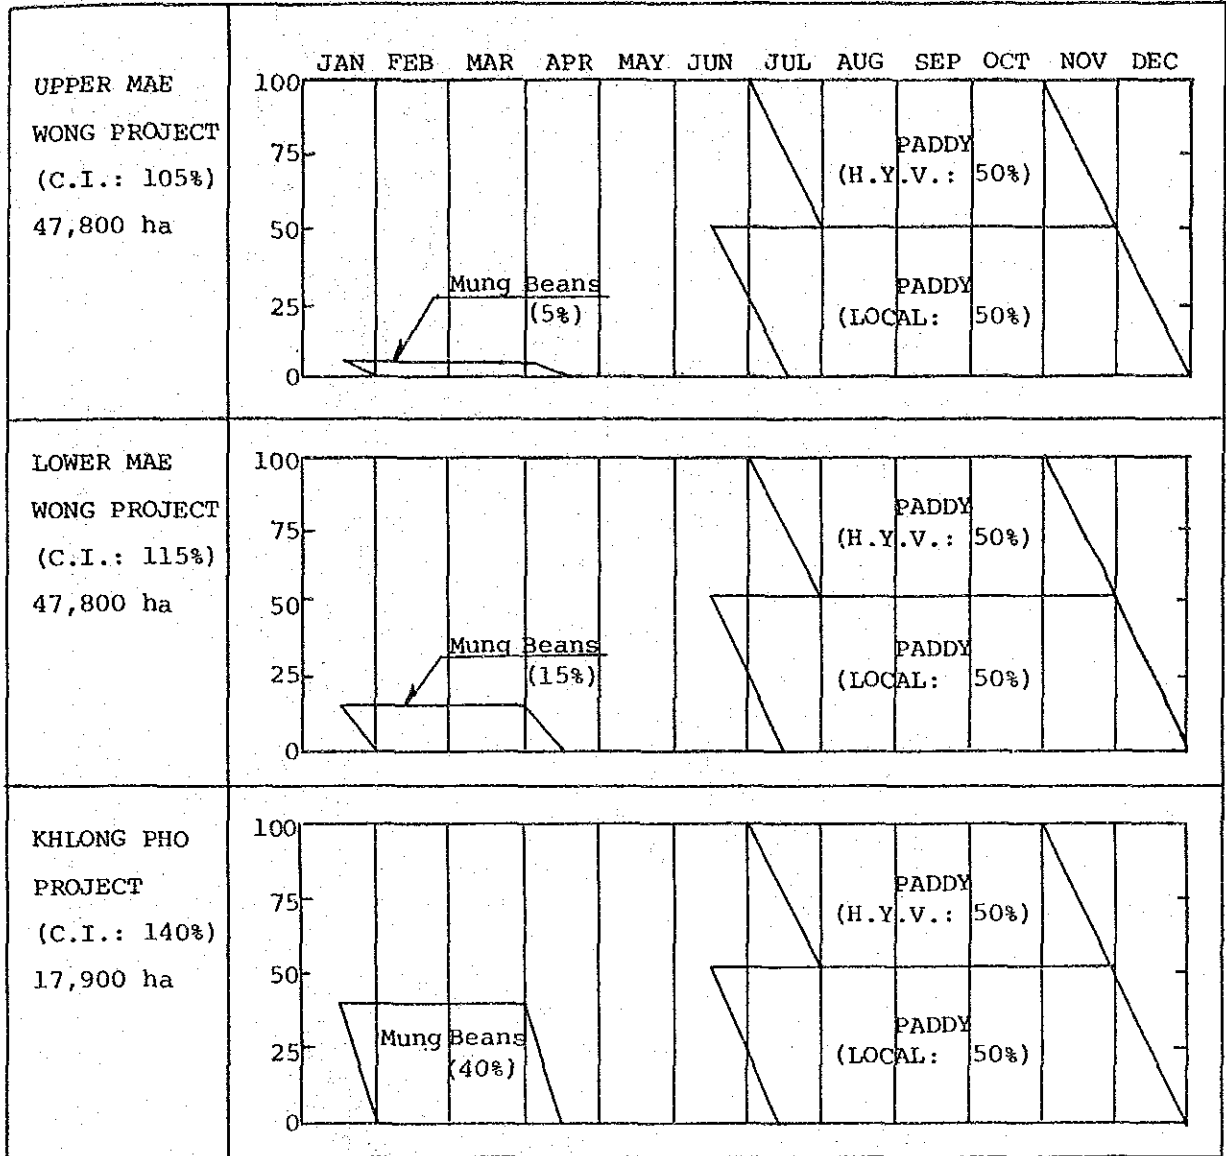 UPPER MAE
WONG PROJECT
(C.I.: 105%)
47,800 ha
JAN FEB MAR APR MAY JUN JUL AUG SEP OCT NOV DEC
100
75
50
25
0
PADDY
(H.Y.V.: 50%)
Mung Beans
(5%)
PADDY
(LOCAL: 50%)
LOWER MAE
WONG PROJECT
(C.I.: 115%)
47,800 ha
100
75
50
25
0
PADDY
(H.Y.V.: 50%)
Mung Beans
(15%)
PADDY
(LOCAL: 50%)
KHLONG PHO
PROJECT
(C.I.: 140%)
17,900 ha
100
75
50
25
0
PADDY
(H.Y.V.: 50%)
Mung Beans
(40%)
PADDY
(LOCAL: 50%)